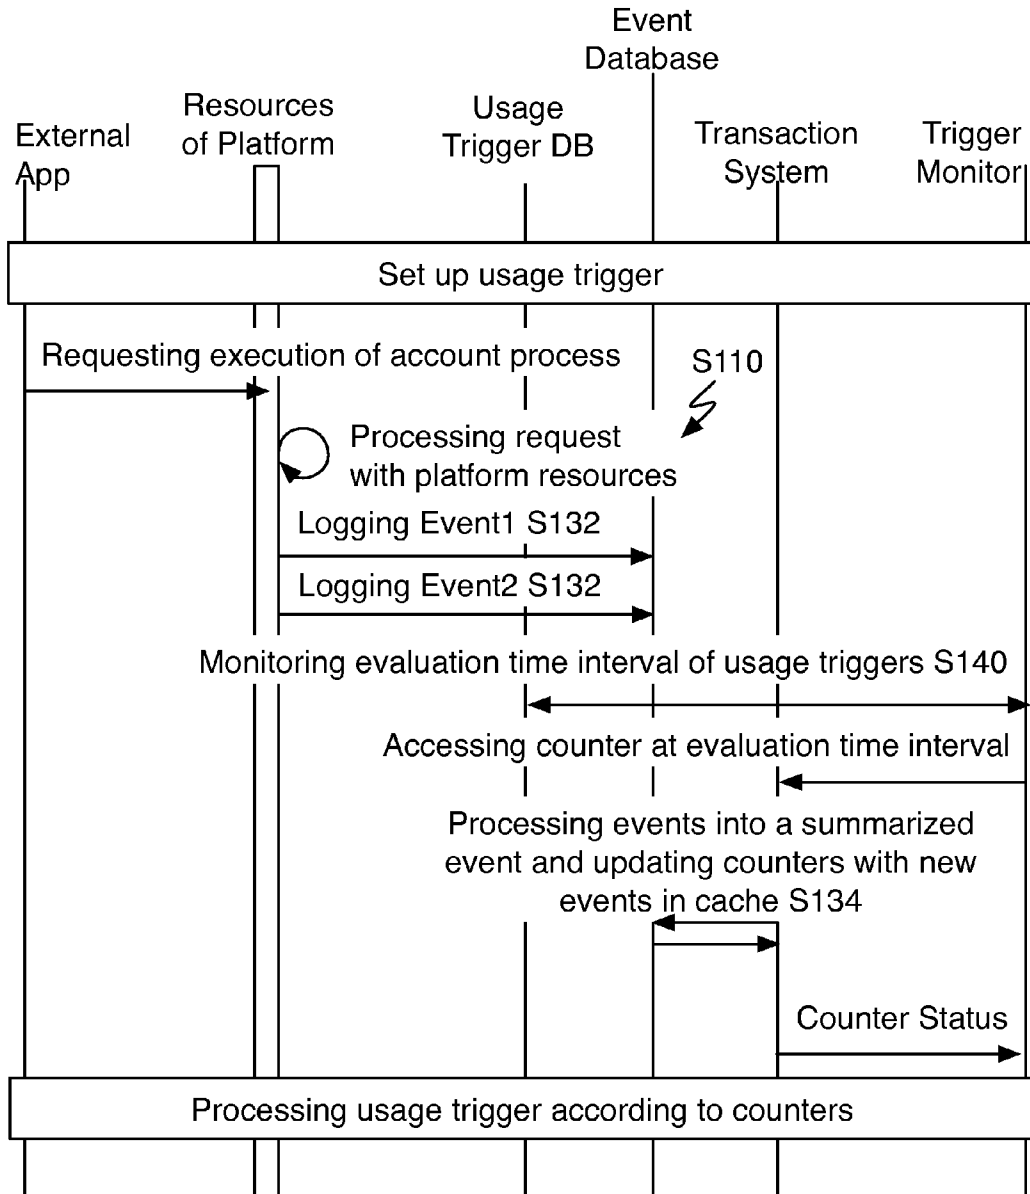 Event
Database
Resources
of Platform
Usage
Trigger DB
External
App
Transaction
System
Trigger
Monitor
Set up usage trigger
Requesting execution of account process
S110
Processing request
with platform resources
Logging Event1 S132
Logging Event2 S132
Monitoring evaluation time interval of usage triggers S140
Accessing counter at evaluation time interval
Processing events into a summarized
event and updating counters with new
events in cache S134
Counter Status
Processing usage trigger according to counters